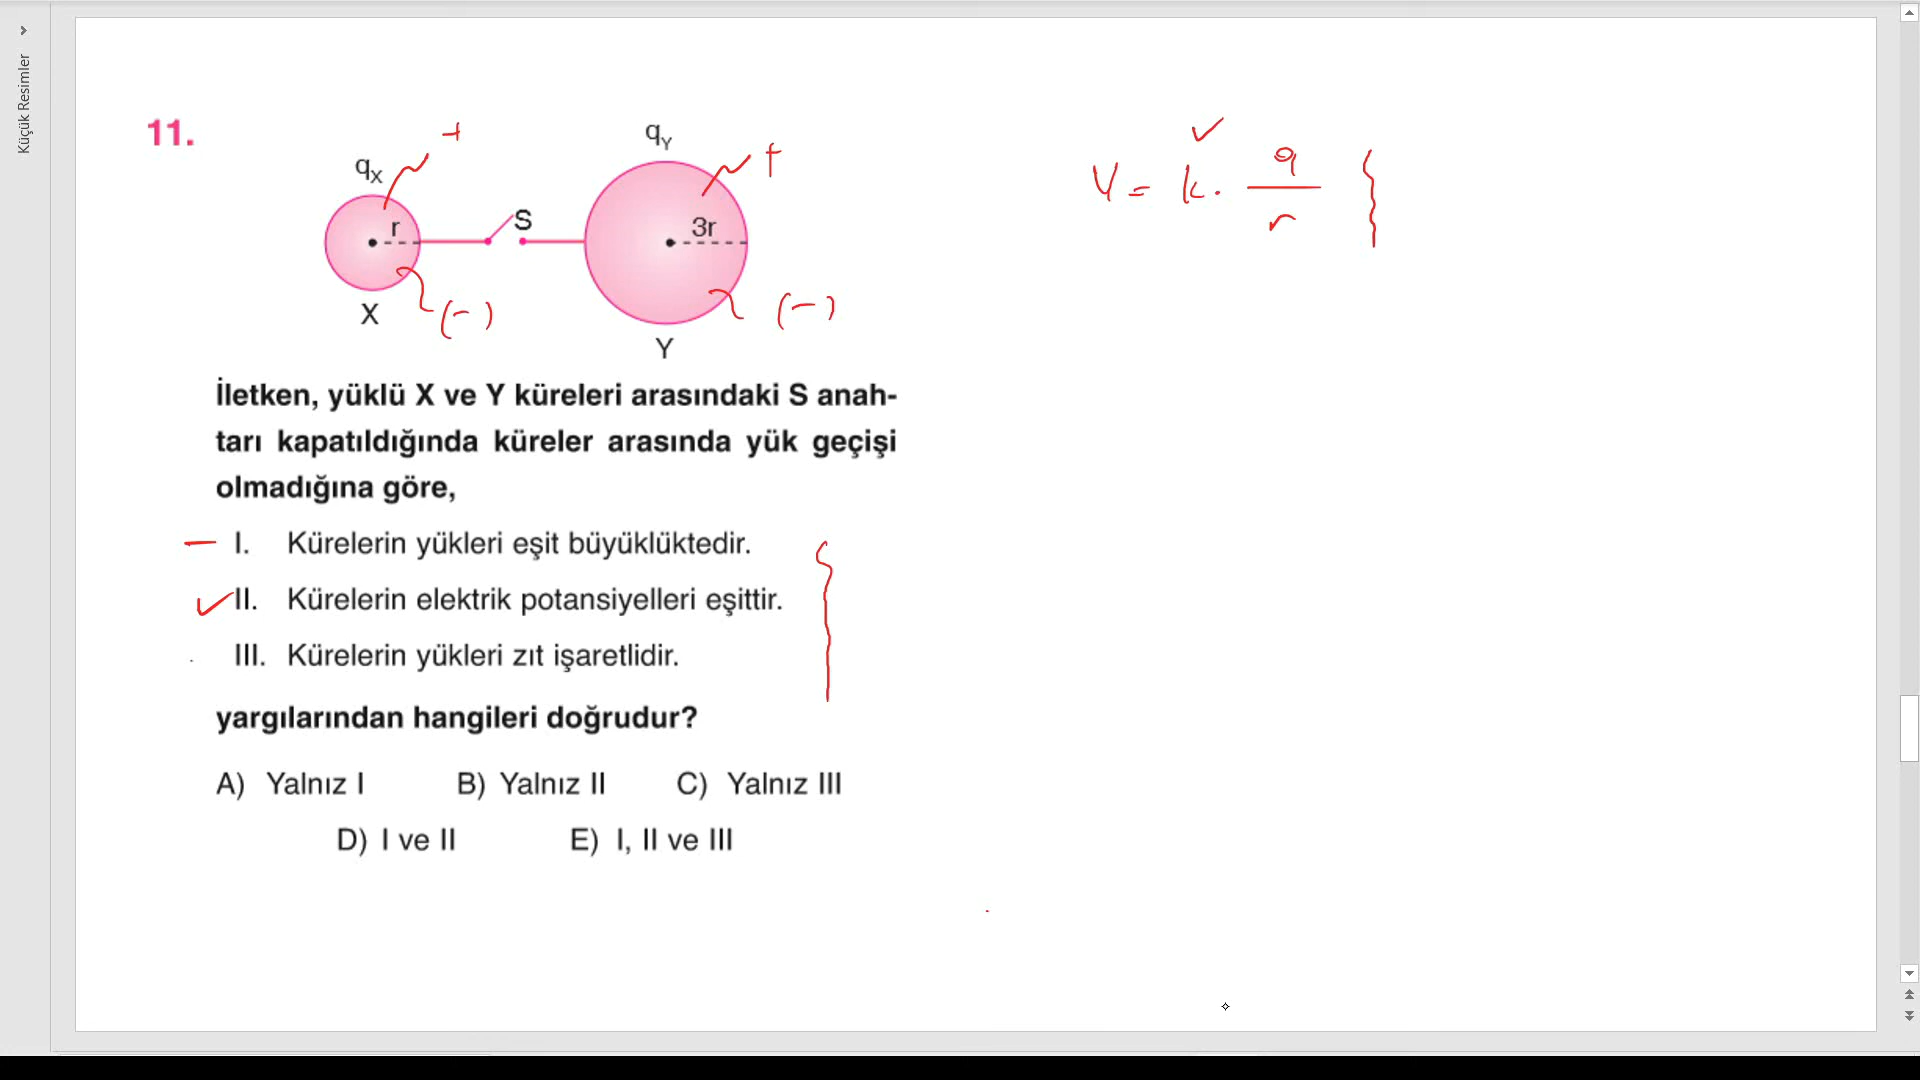 Küçük Resimler
11.
qX
+
qY
+
r
S
3r
X
(-)
Y
(-)
V = k. q/r
İletken, yüklü X ve Y küreleri arasındaki S anah-
tarı kapatıldığında küreler arasında yük geçişi
olmadığına göre,
I. Kürelerin yükleri eşit büyüklüktedir.
II. Kürelerin elektrik potansiyelleri eşittir.
III. Kürelerin yükleri zıt işaretlidir.
yargılarından hangileri doğrudur?
A) Yalnız I B) Yalnız II C) Yalnız III
D) I ve II E) I, II ve III